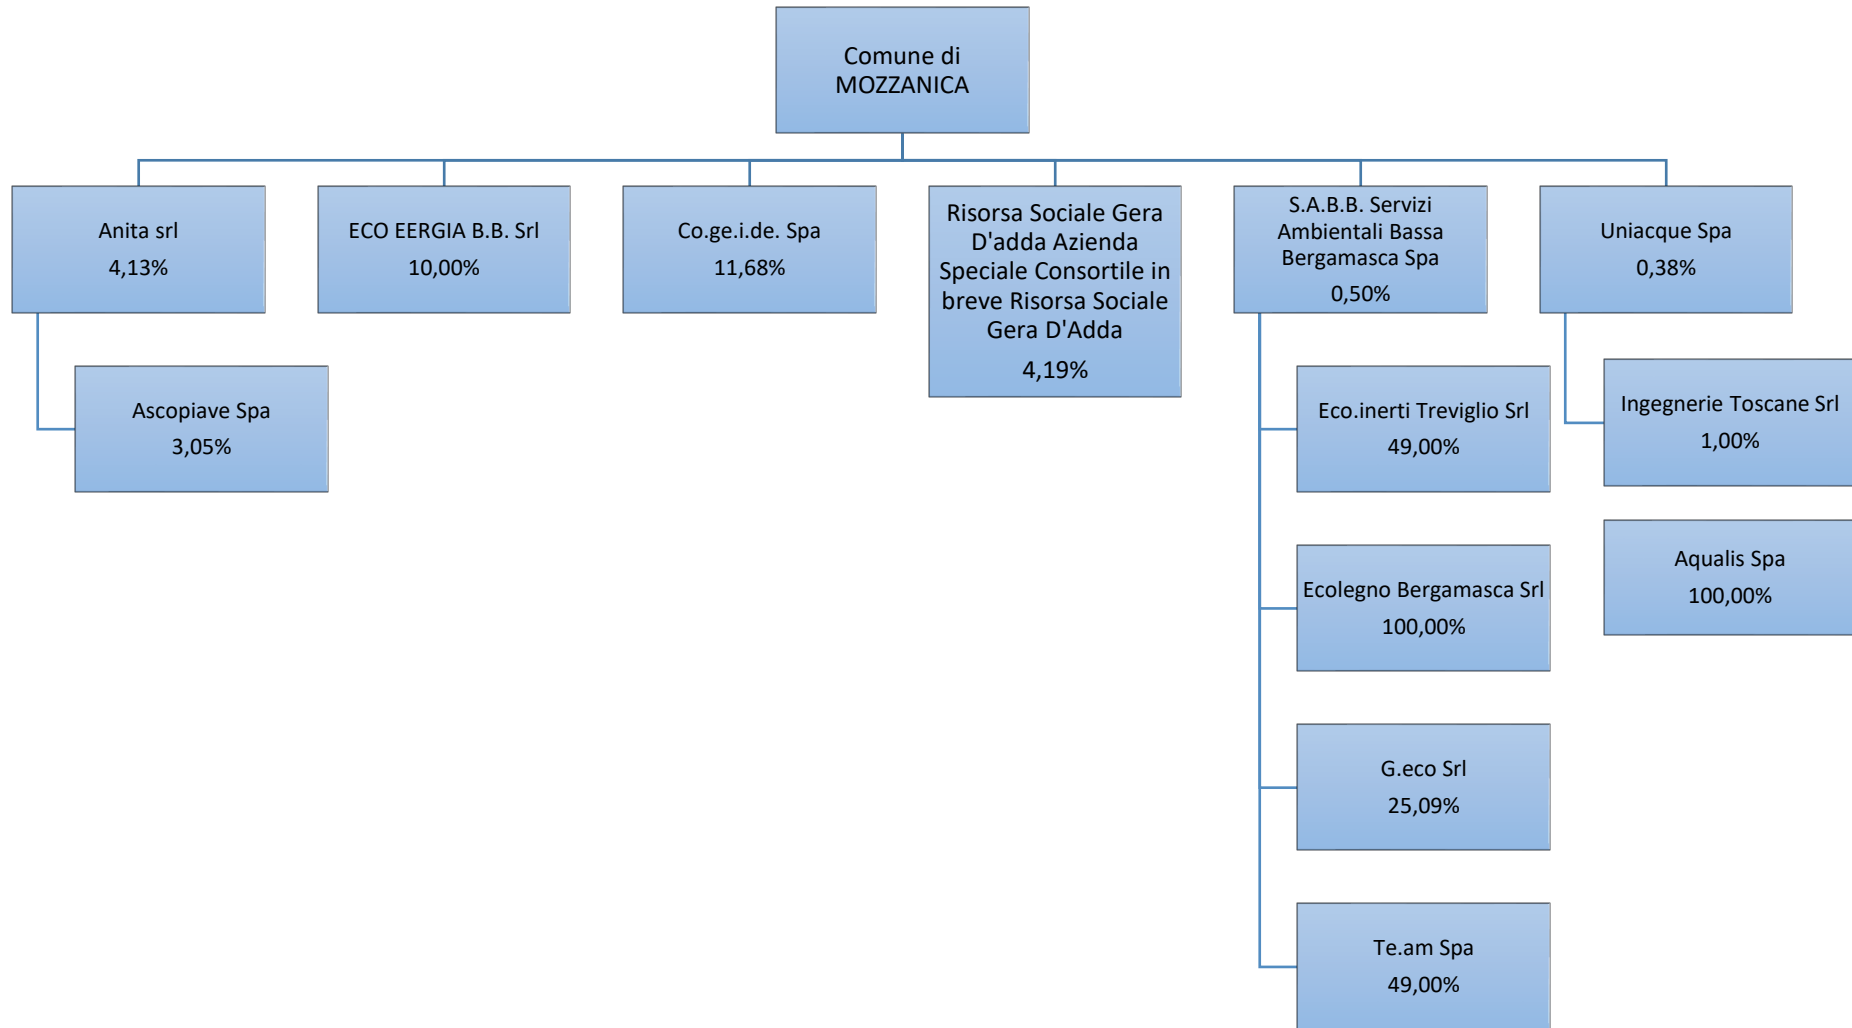 Comune di
MOZZANICA
Anita srl
4,13%
ECO EERGIA B.B. Srl
10,00%
Co.ge.i.de. Spa
11,68%
Risorsa Sociale Gera
D'adda Azienda
Speciale Consortile in
breve Risorsa Sociale
Gera D'Adda
4,19%
S.A.B.B. Servizi
Ambientali Bassa
Bergamasca Spa
0,50%
Uniacque Spa
0,38%
Ascopiave Spa
3,05%
Eco.inerti Treviglio Srl
49,00%
Ecolegno Bergamasca Srl
100,00%
G.eco Srl
25,09%
Te.am Spa
49,00%
Ingegnerie Toscane Srl
1,00%
Aqualis Spa
100,00%